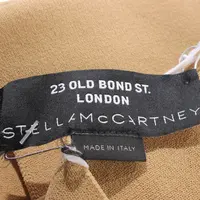 23 OLD BOND ST.
LONDON
STELLAMCCARTNEY
MADE IN ITALY